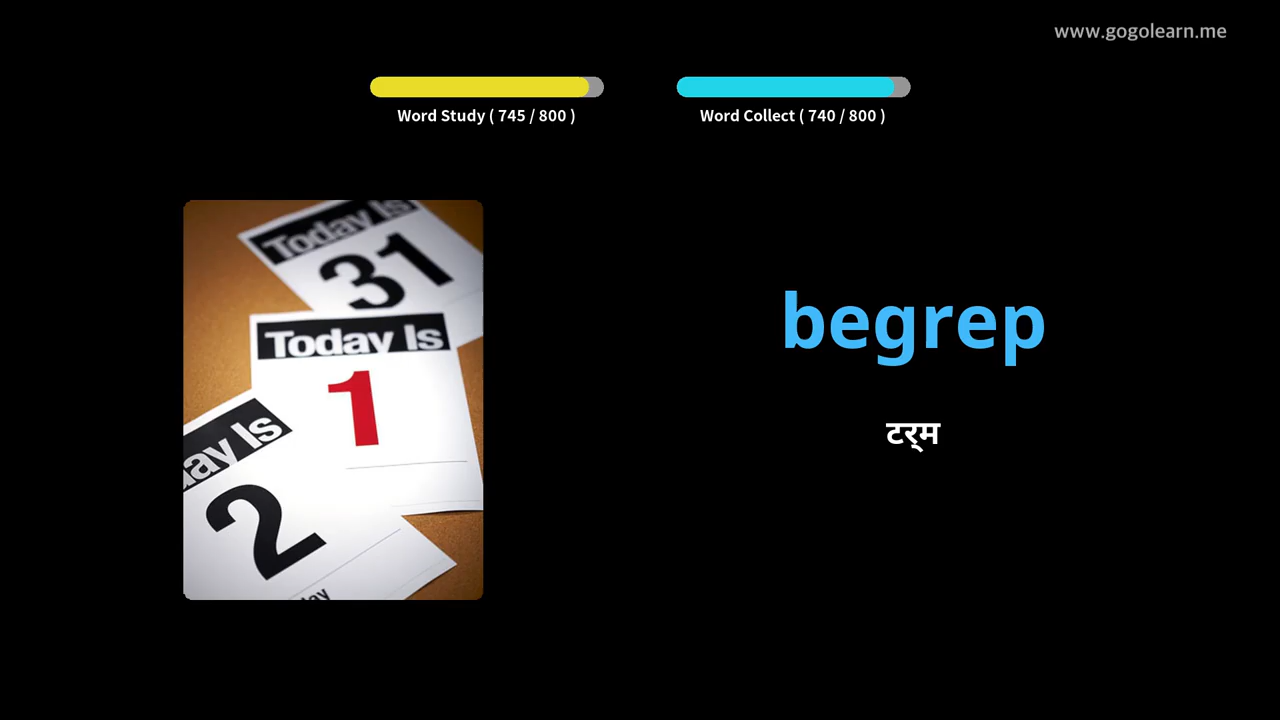 www.gogolearn.me
Word Study ( 745 / 800 )
Word Collect ( 740 / 800 )
Today Is
31
Today Is
1
ay Is
2
begrep
टर्म